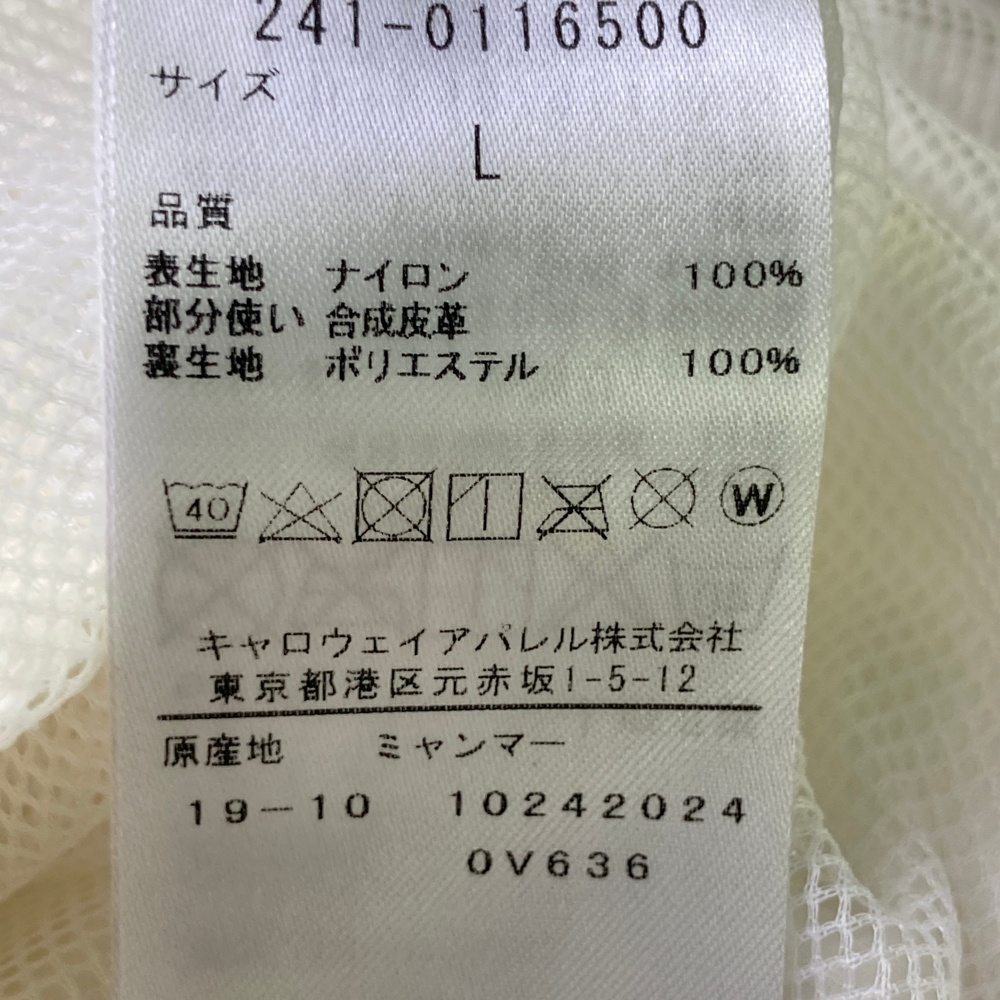 241-0116500
サイズ
L
品質
表生地 ナイロン 100%
部分使い 合成皮革
裏生地 ポリエステル 100%
40 W
キャロウェイアパレル株式会社
東京都港区元赤坂1-5-12
原産地 ミャンマー
19-10 10242024
0V636